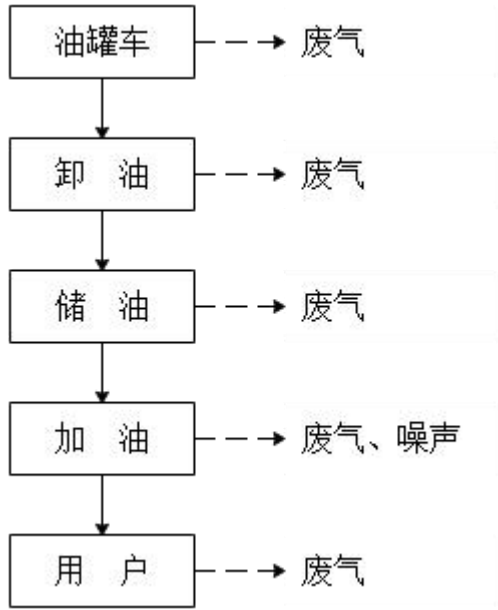 油罐车 废气
卸 油 废气
储 油 废气
加 油 废气、噪声
用 户 废气